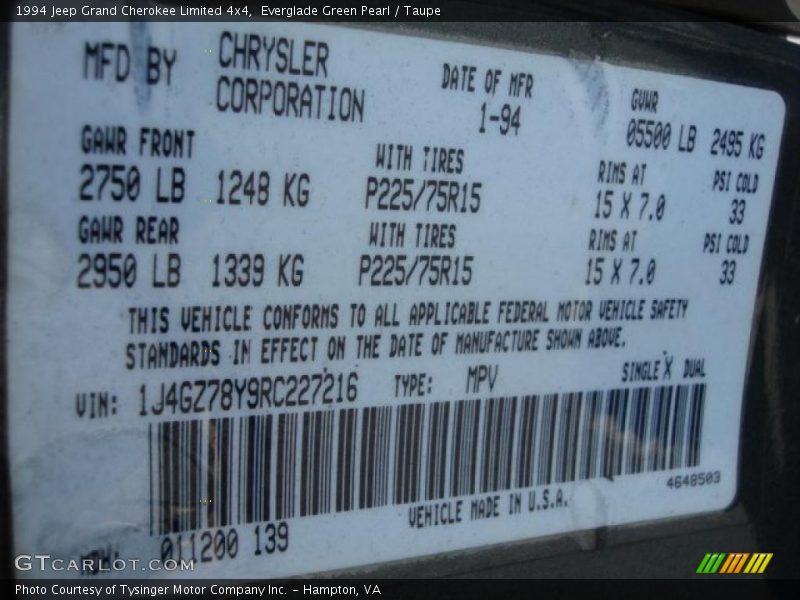 1994 Jeep Grand Cherokee Limited 4x4,  Everglade Green Pearl / Taupe
MFD BY CHRYSLER CORPORATION
DATE OF MFR 1-94
GVWR 05500 LB 2495 KG
GAWR FRONT WITH TIRES RIMS AT PSI COLD
2750 LB 1248 KG P225/75R15 15 X 7.0 33
GAWR REAR WITH TIRES RIMS AT PSI COLD
2950 LB 1339 KG P225/75R15 15 X 7.0 33
THIS VEHICLE CONFORMS TO ALL APPLICABLE FEDERAL MOTOR VEHICLE SAFETY
STANDARDS IN EFFECT ON THE DATE OF MANUFACTURE SHOWN ABOVE.
VIN: 1J4GZ78Y9RC227216 TYPE: MPV SINGLE X DUAL
4648503
VEHICLE MADE IN U.S.A.
MDH: 011200 139
GTCARLOT.COM
Photo Courtesy of Tysinger Motor Company Inc. – Hampton, VA